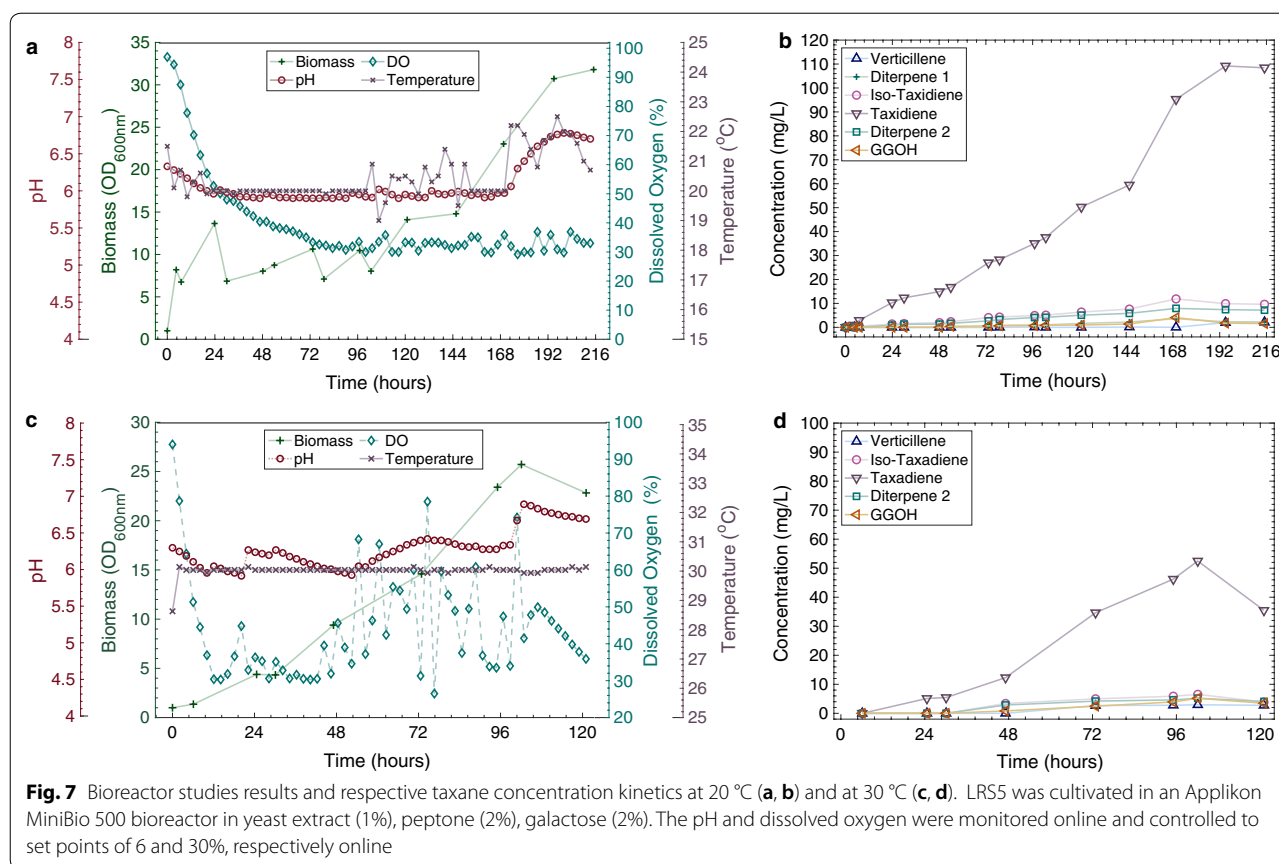 a
Biomass
pH
DO
Temperature
8
7.5
7
6.5
6
5.5
5
4.5
4
pH
35
30
25
20
15
10
5
0
Biomass (OD600nm)
100
90
80
70
60
50
40
30
20
10
0
Dissolved Oxygen (%)
25
24
23
22
21
20
19
18
17
16
15
Temperature (°C)
0 24 48 72 96 120 144 168 192 216
Time (hours)
b
Verticillene
Diterpene 1
Iso-Taxidiene
Taxidiene
Diterpene 2
GGOH
120
110
100
90
80
70
60
50
40
30
20
10
0
Concentration (mg/L)
0 24 48 72 96 120 144 168 192 216
Time (hours)
c
Biomass
pH
DO
Temperature
8
7.5
7
6.5
6
5.5
5
4.5
4
pH
30
25
20
15
10
5
0
Biomass (OD600nm)
100
90
80
70
60
50
40
30
20
Dissolved Oxygen (%)
35
34
33
32
31
30
29
28
27
26
25
Temperature (°C)
0 24 48 72 96 121
Time (hours)
d
Verticillene
Iso-Taxadiene
Taxadiene
Diterpene 2
GGOH
100
90
80
70
60
50
40
30
20
10
0
Concentration (mg/L)
0 24 48 72 96 120
Time (hours)
Fig. 7 Bioreactor studies results and respective taxane concentration kinetics at 20 °C (a, b) and at 30 °C (c, d). LRS5 was cultivated in an Applikon
MiniBio 500 bioreactor in yeast extract (1%), peptone (2%), galactose (2%). The pH and dissolved oxygen were monitored online and controlled to
set points of 6 and 30%, respectively online